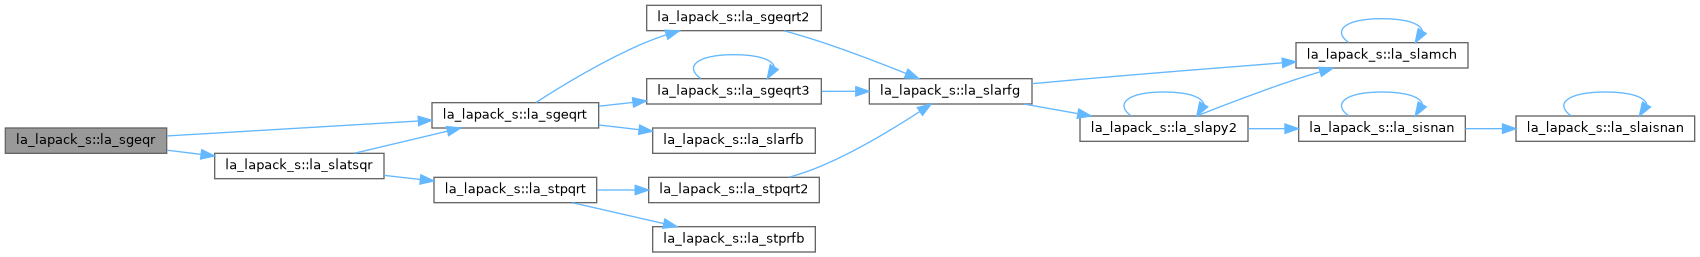 la_lapack_s::la_sgeqr
la_lapack_s::la_slatsqr
la_lapack_s::la_sgeqrt
la_lapack_s::la_stpqrt
la_lapack_s::la_sgeqrt2
la_lapack_s::la_sgeqrt3
la_lapack_s::la_slarfb
la_lapack_s::la_stpqrt2
la_lapack_s::la_stprfb
la_lapack_s::la_slarfg
la_lapack_s::la_slapy2
la_lapack_s::la_slamch
la_lapack_s::la_sisnan
la_lapack_s::la_slaisnan